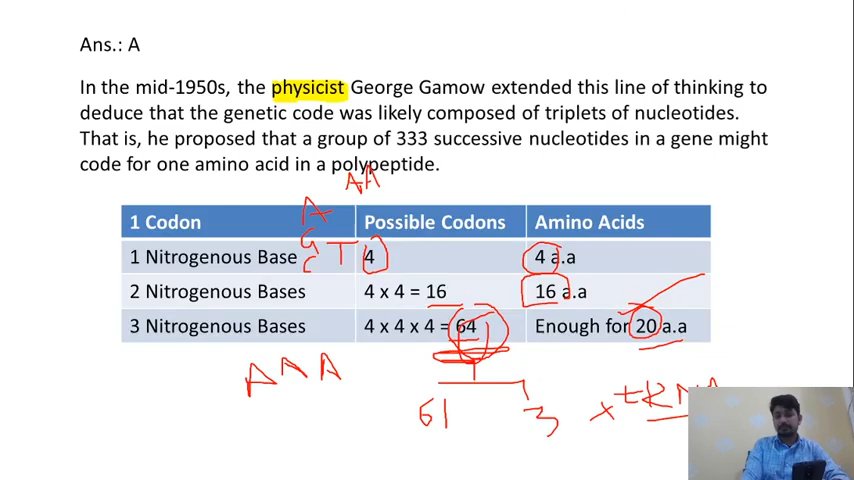 Ans.: A
In the mid-1950s, the physicist George Gamow extended this line of thinking to
deduce that the genetic code was likely composed of triplets of nucleotides.
That is, he proposed that a group of 333 successive nucleotides in a gene might
code for one amino acid in a polypeptide.
AA
1 Codon A Possible Codons Amino Acids
1 Nitrogenous Base G C T 4 4 a.a
2 Nitrogenous Bases 4 x 4 = 16 16 a.a
3 Nitrogenous Bases 4 x 4 x 4 = 64 Enough for 20 a.a
A A A
61 3 x tRNA